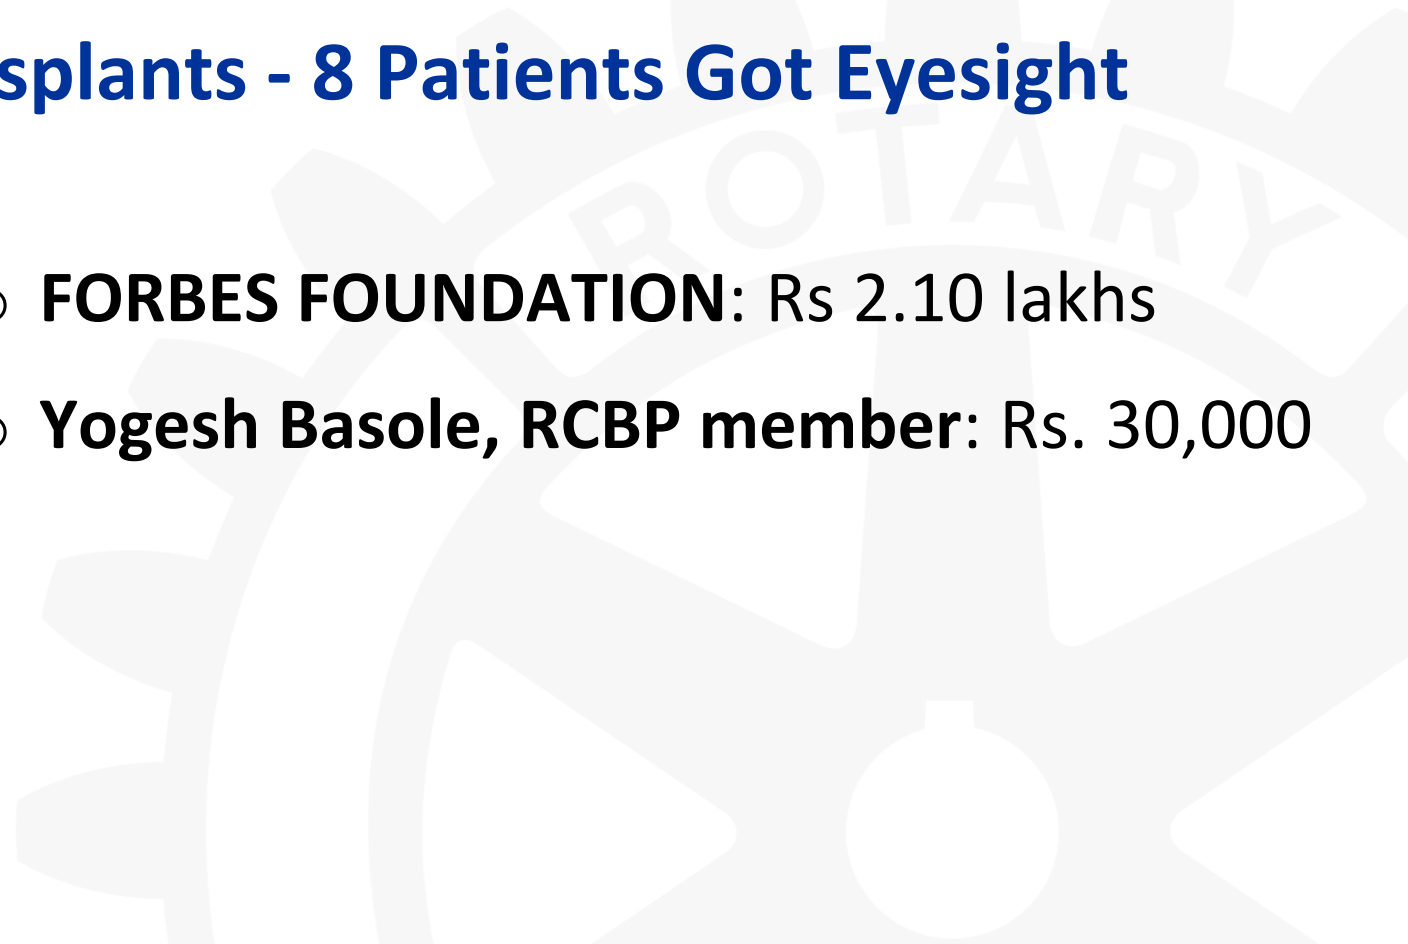 splants - 8 Patients Got Eyesight
ROTARY
FORBES FOUNDATION: Rs 2.10 lakhs
Yogesh Basole, RCBP member: Rs. 30,000